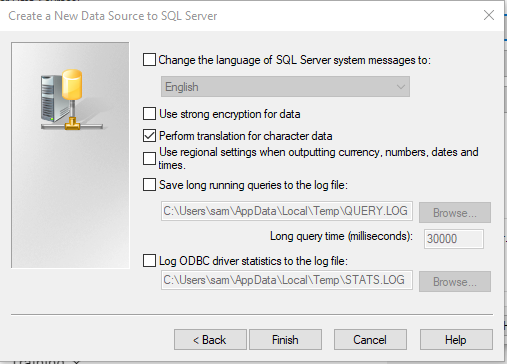 Create a New Data Source to SQL Server
Change the language of SQL Server system messages to:
English
Use strong encryption for data
Perform translation for character data
Use regional settings when outputting currency, numbers, dates and
times.
Save long running queries to the log file:
C:\Users\sam\AppData\Local\Temp\QUERY.LOG
Browse...
Long query time (milliseconds):
30000
Log ODBC driver statistics to the log file:
C:\Users\sam\AppData\Local\Temp\STATS.LOG
Browse...
< Back
Finish
Cancel
Help